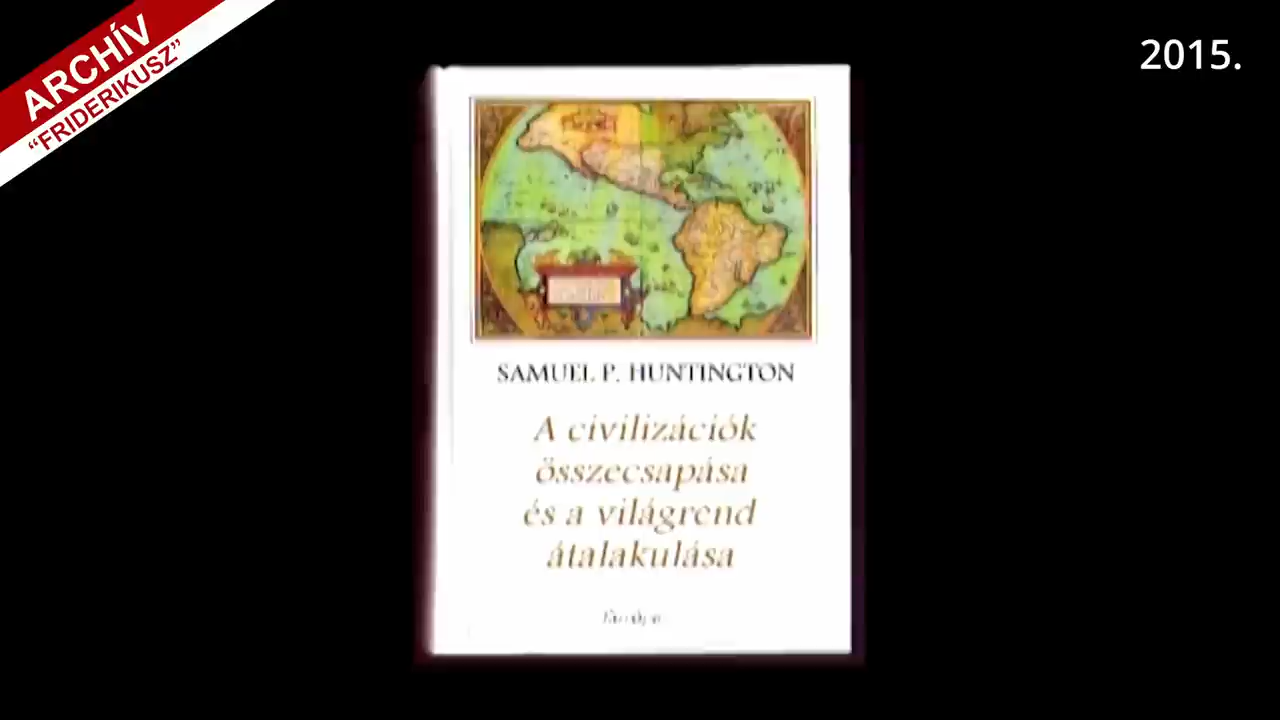 ARCHÍV
“FRIDERIKUSZ”
2015.
SAMUEL P. HUNTINGTON
A civilizációk
összecsapása
és a világrend
átalakulása